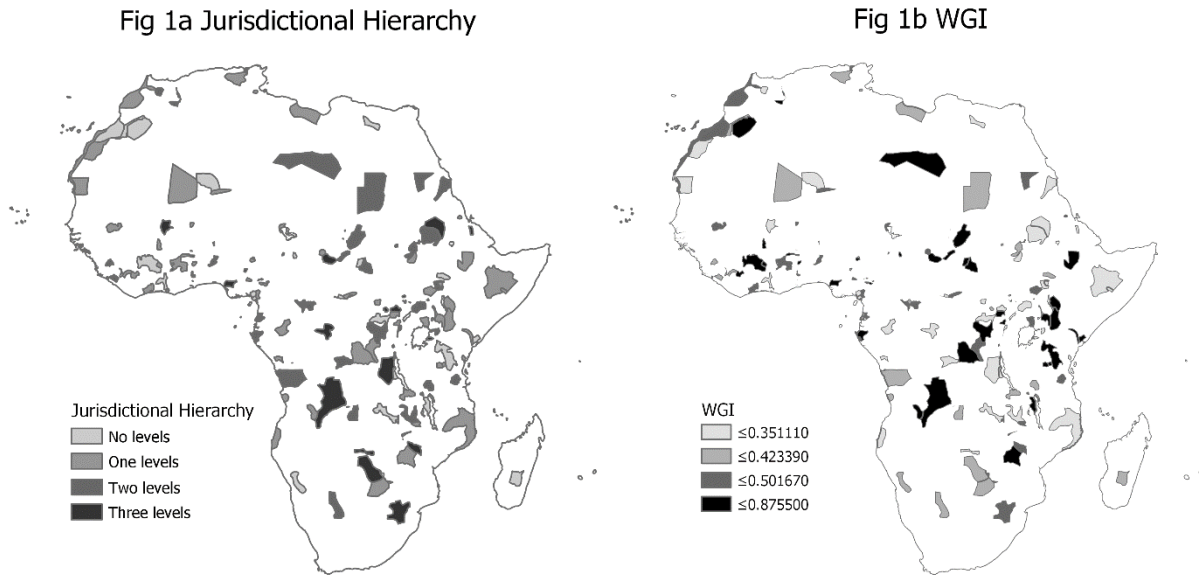 Fig 1a Jurisdictional Hierarchy
Fig 1b WGI
Jurisdictional Hierarchy
No levels
One levels
Two levels
Three levels
WGI
≤0.351110
≤0.423390
≤0.501670
≤0.875500